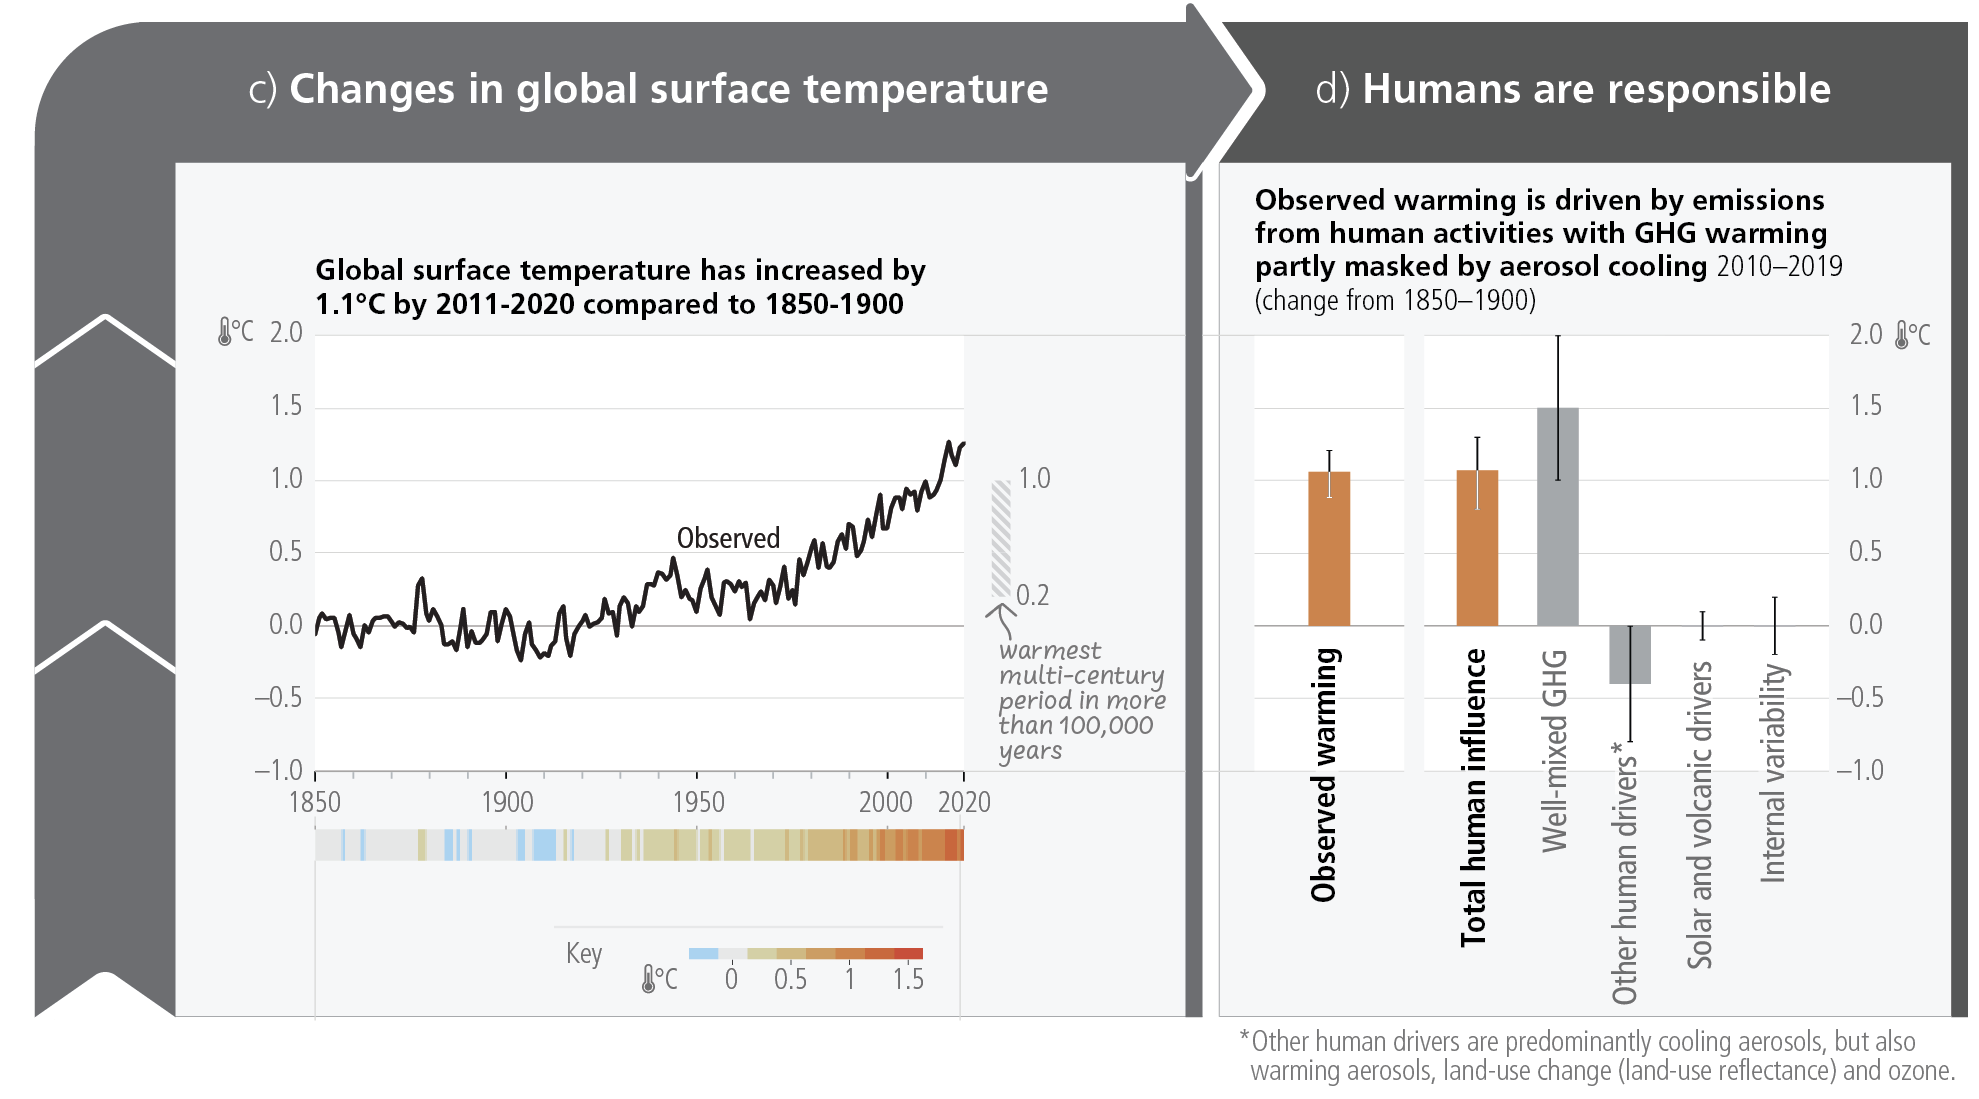 c) Changes in global surface temperature
Global surface temperature has increased by
1.1°C by 2011-2020 compared to 1850-1900
°C
2.0
1.5
1.0
0.5
0.0
–0.5
–1.0
Observed
1850
1900
1950
2000
2020
1.0
0.2
warmest
multi-century
period in more
than 100,000
years
Key
°C
0
0.5
1
1.5
d) Humans are responsible
Observed warming is driven by emissions
from human activities with GHG warming
partly masked by aerosol cooling 2010–2019
(change from 1850–1900)
2.0 °C
1.5
1.0
0.5
0.0
–0.5
–1.0
Observed warming
Total human influence
Well-mixed GHG
Other human drivers*
Solar and volcanic drivers
Internal variability
*Other human drivers are predominantly cooling aerosols, but also
warming aerosols, land-use change (land-use reflectance) and ozone.